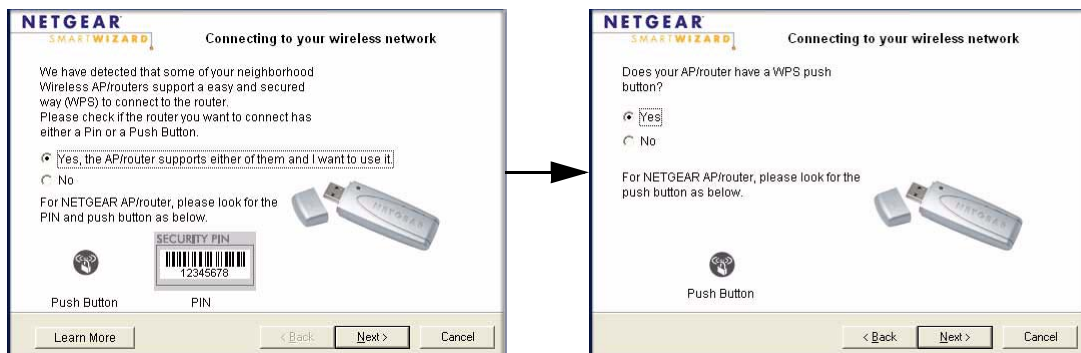 NETGEAR
SMARTWIZARD
Connecting to your wireless network
We have detected that some of your neighborhood
Wireless AP/routers support a easy and secured
way (WPS) to connect to the router.
Please check if the router you want to connect has
either a Pin or a Push Button.
Yes, the AP/router supports either of them and I want to use it.
No
For NETGEAR AP/router, please look for the
PIN and push button as below.
NETGEAR
SECURITY PIN
12345678
Push Button
PIN
Learn More
< Back
Next >
Cancel
NETGEAR
SMARTWIZARD
Connecting to your wireless network
Does your AP/router have a WPS push
button?
Yes
No
For NETGEAR AP/router, please look for the
push button as below.
NETGEAR
Push Button
< Back
Next >
Cancel